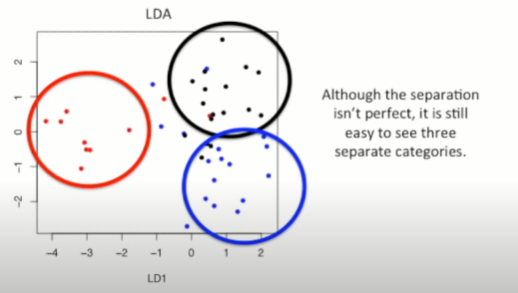 LDA
2
1
0
-1
-2
-4 -3 -2 -1 0 1 2
LD1
Although the separation
isn't perfect, it is still
easy to see three
separate categories.